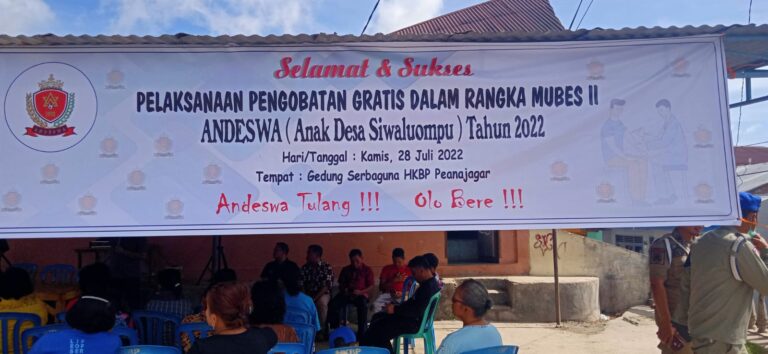 Selamat & Sukses
PELAKSANAAN PENGOBATAN GRATIS DALAM RANGKA MUBES II
ANDESWA ( Anak Desa Siwaluompu ) Tahun 2022
Hari/Tanggal : Kamis, 28 Juli 2022
Tempat : Gedung Serbaguna HKBP Peanajagar
Andeswa Tulang !!! Olo Bere !!!
ANDESWA